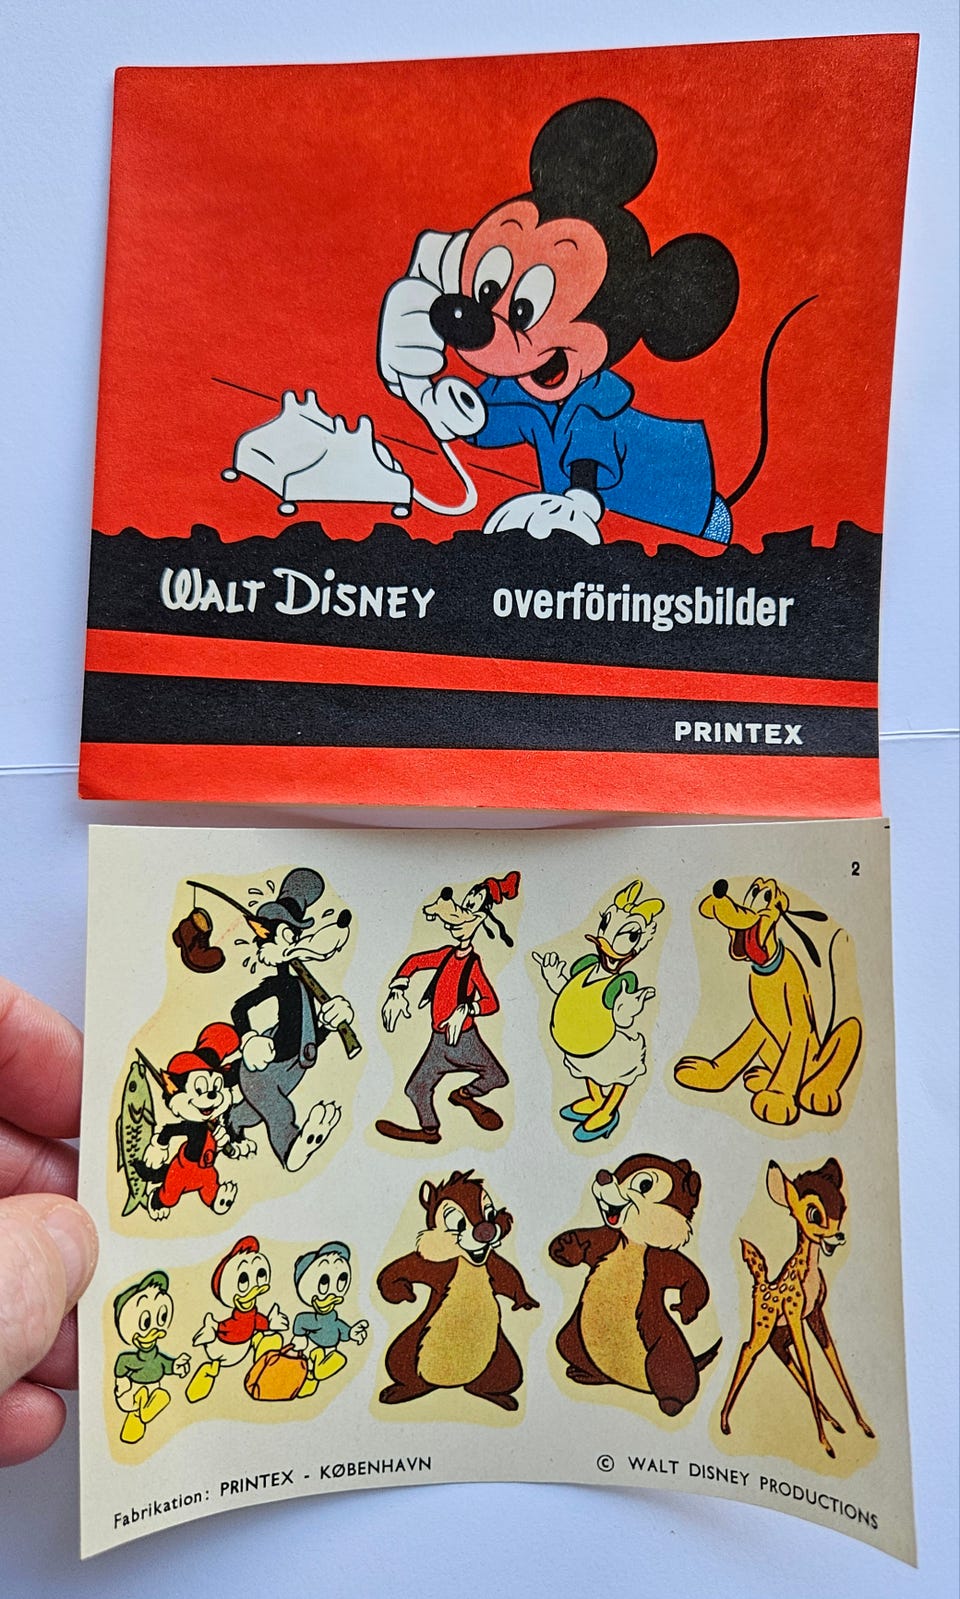 WALT DISNEY overföringsbilder
PRINTEX
2
Fabrikation: PRINTEX - KØBENHAVN
© WALT DISNEY PRODUCTIONS